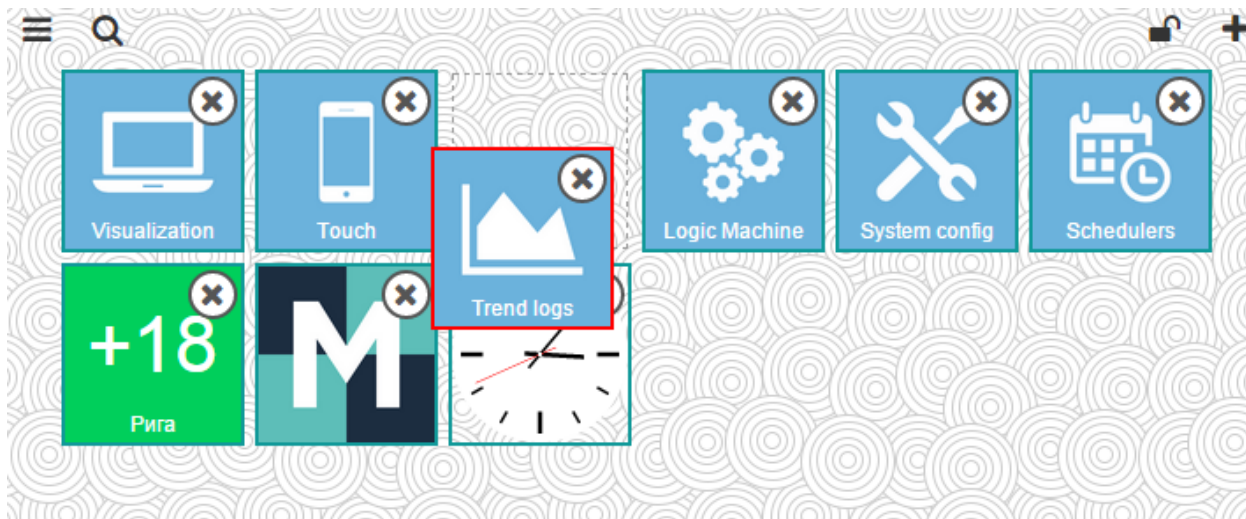 Visualization
Touch
Trend logs
Logic Machine
System config
Schedulers
+18
Рига
M